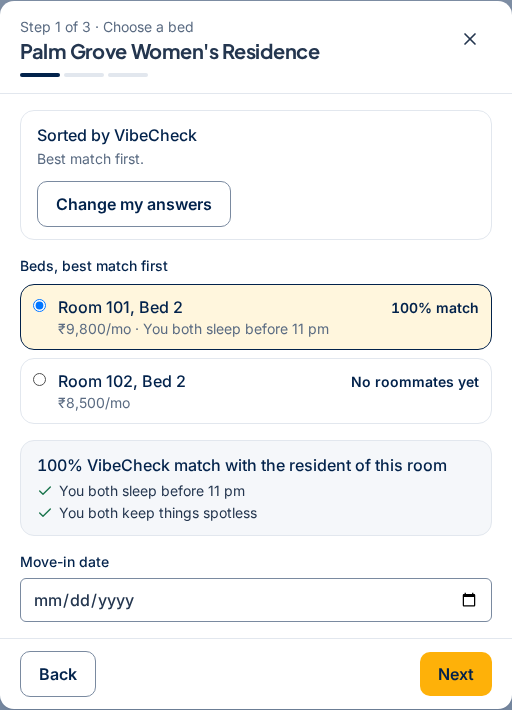 Step 1 of 3 · Choose a bed
Palm Grove Women's Residence
Sorted by VibeCheck
Best match first.
Change my answers
Beds, best match first
Room 101, Bed 2
100% match
₹9,800/mo · You both sleep before 11 pm
Room 102, Bed 2
No roommates yet
₹8,500/mo
100% VibeCheck match with the resident of this room
You both sleep before 11 pm
You both keep things spotless
Move-in date
mm/dd/yyyy
Back
Next